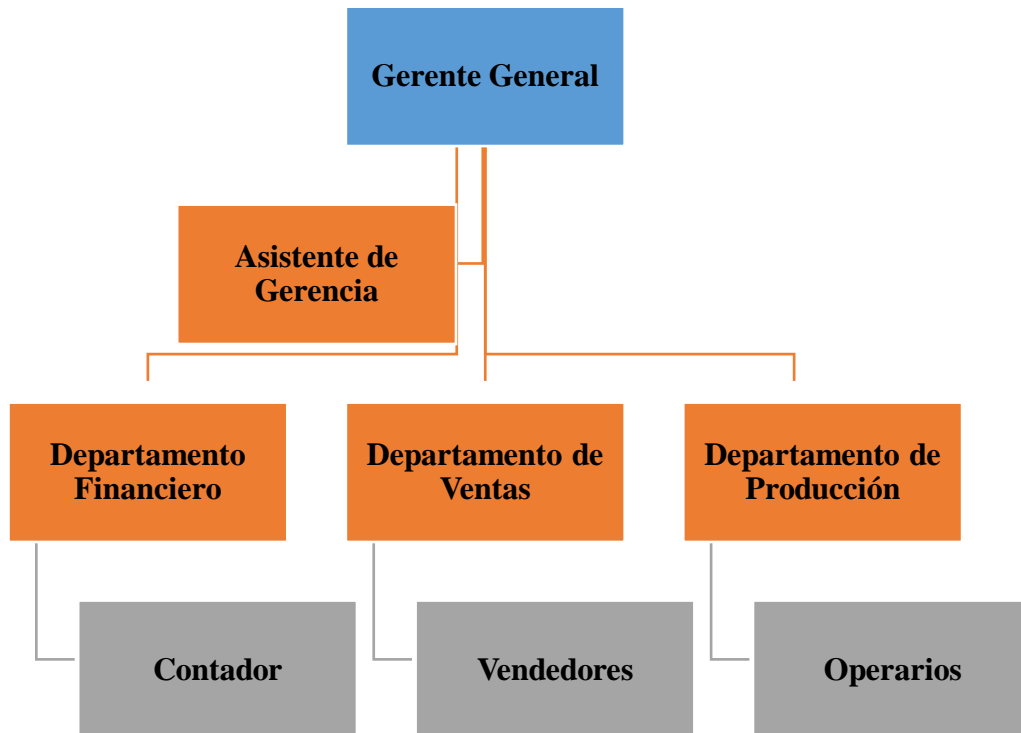 Gerente General
Asistente de
Gerencia
Departamento
Financiero
Departamento de
Ventas
Departamento de
Producción
Contador
Vendedores
Operarios